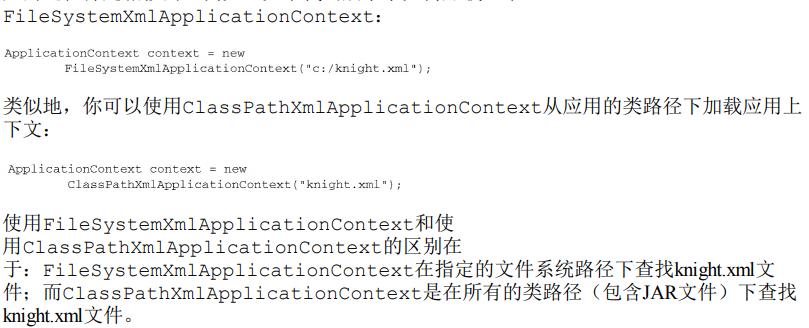 FileSystemXmlApplicationContext:
ApplicationContext context = new
FileSystemXmlApplicationContext("c:/knight.xml");
类似地，你可以使用ClassPathXmlApplicationContext从应用的类路径下加载应用上
下文：
ApplicationContext context = new
ClassPathXmlApplicationContext("knight.xml");
使用FileSystemXmlApplicationContext和使
用ClassPathXmlApplicationContext的区别在
于：FileSystemXmlApplicationContext在指定的文件系统路径下查找knight.xml文
件；而ClassPathXmlApplicationContext是在所有的类路径（包含JAR文件）下查找
knight.xml文件。